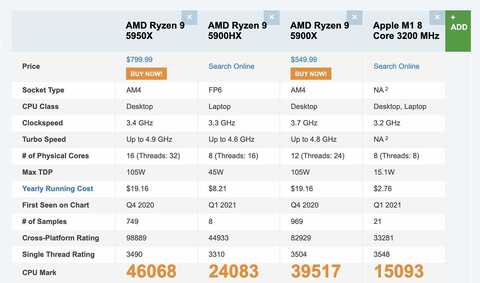 AMD Ryzen 9 5950X AMD Ryzen 9 5900HX AMD Ryzen 9 5900X Apple M1 8 Core 3200 MHz + ADD
Price $799.99 BUY NOW! Search Online $549.99 BUY NOW! Search Online
Socket Type AM4 FP6 AM4 NA 2
CPU Class Desktop Laptop Desktop Desktop, Laptop
Clockspeed 3.4 GHz 3.3 GHz 3.7 GHz 3.2 GHz
Turbo Speed Up to 4.9 GHz Up to 4.6 GHz Up to 4.8 GHz NA 2
# of Physical Cores 16 (Threads: 32) 8 (Threads: 16) 12 (Threads: 24) 8 (Threads: 8)
Max TDP 105W 45W 105W 15.1W
Yearly Running Cost $19.16 $8.21 $19.16 $2.76
First Seen on Chart Q4 2020 Q1 2021 Q4 2020 Q1 2021
# of Samples 749 8 969 21
Cross-Platform Rating 98889 44933 82929 33281
Single Thread Rating 3490 3310 3504 3548
CPU Mark 46068 24083 39517 15093